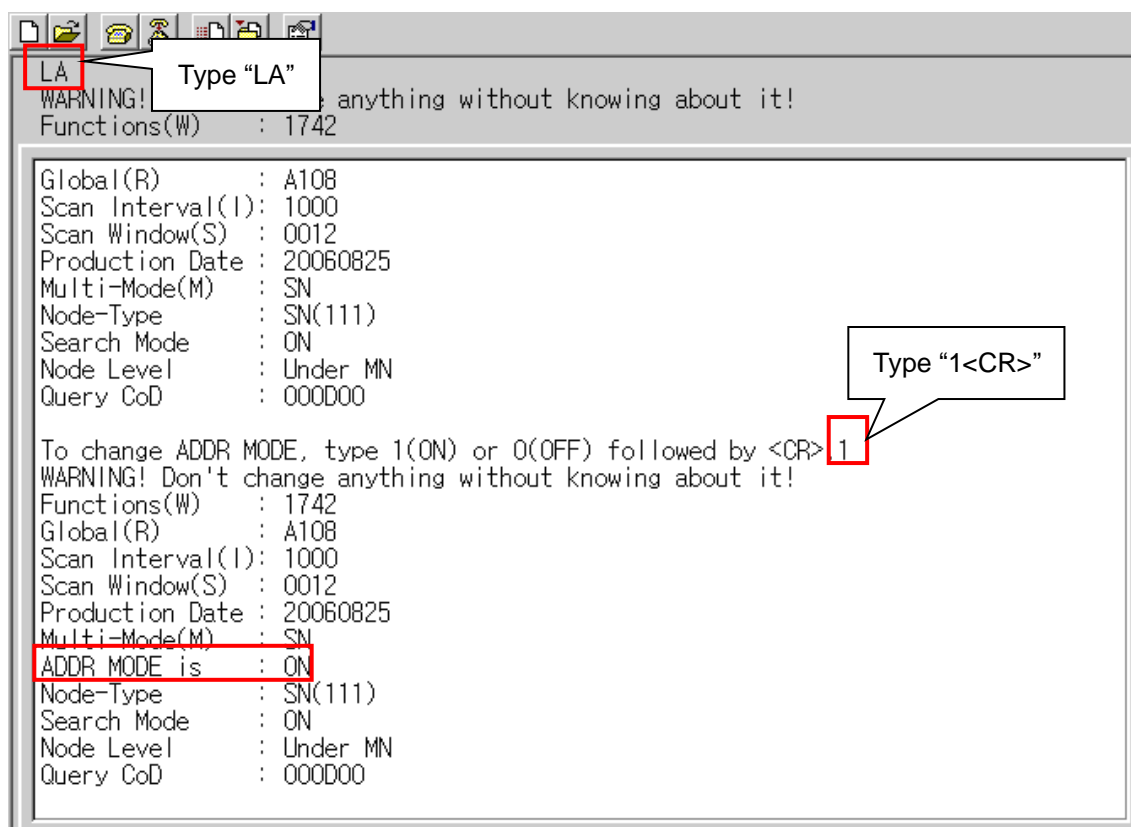 LA
Type “LA”
WARNING! anything without knowing about it!
Functions(W) : 1742
Global(R) : A108
Scan Interval(I): 1000
Scan Window(S) : 0012
Production Date : 20060825
Multi-Mode(M) : SN
Node-Type : SN(111)
Search Mode : ON
Node Level : Under MN
Query CoD : 000D00
Type “1<CR>”
To change ADDR MODE, type 1(ON) or 0(OFF) followed by <CR> 1
WARNING! Don't change anything without knowing about it!
Functions(W) : 1742
Global(R) : A108
Scan Interval(I): 1000
Scan Window(S) : 0012
Production Date : 20060825
Multi-Mode(M) : SN
ADDR MODE is : ON
Node-Type : SN(111)
Search Mode : ON
Node Level : Under MN
Query CoD : 000D00